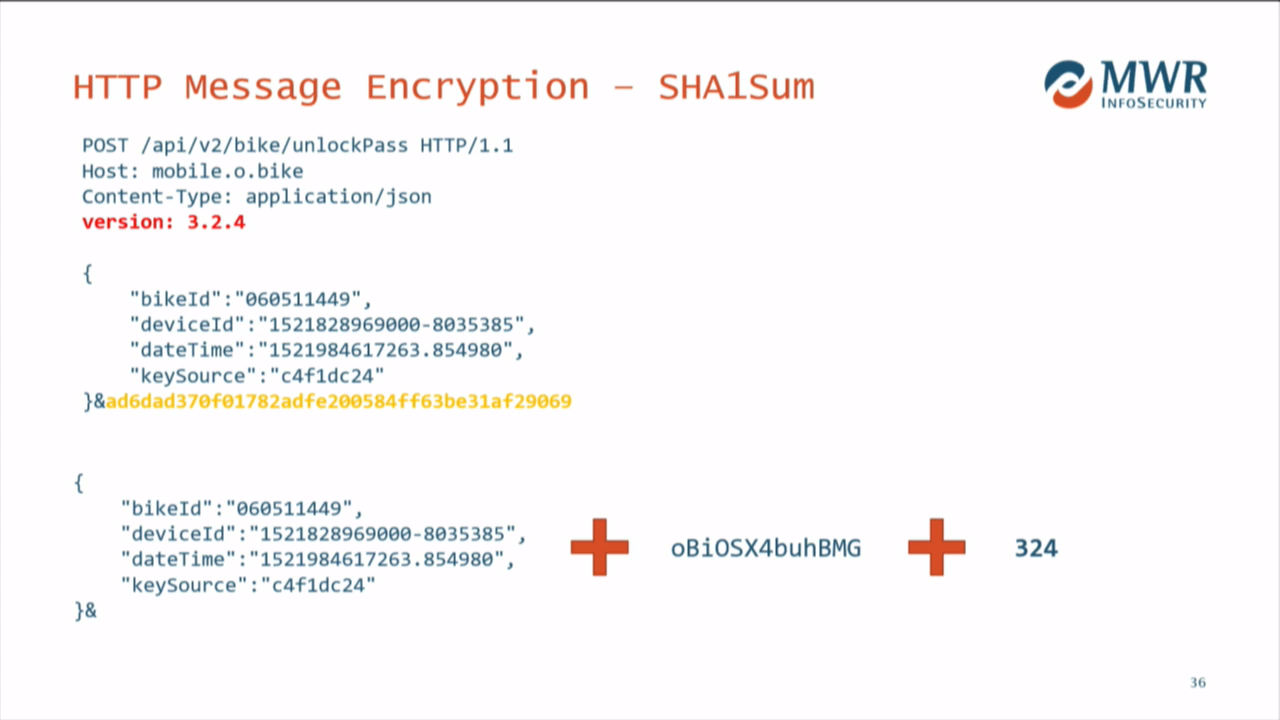 HTTP Message Encryption – SHA1Sum
MWR
INFOSECURITY
POST /api/v2/bike/unlockPass HTTP/1.1
Host: mobile.o.bike
Content-Type: application/json
version: 3.2.4
{
"bikeId":"060511449",
"deviceId":"1521828969000-8035385",
"dateTime":"1521984617263.854980",
"keySource":"c4f1dc24"
}&ad6dad370f01782adfe200584ff63be31af29069
{
"bikeId":"060511449",
"deviceId":"1521828969000-8035385",
"dateTime":"1521984617263.854980",
"keySource":"c4f1dc24"
}&
oBiOSX4buhBMG
324
36